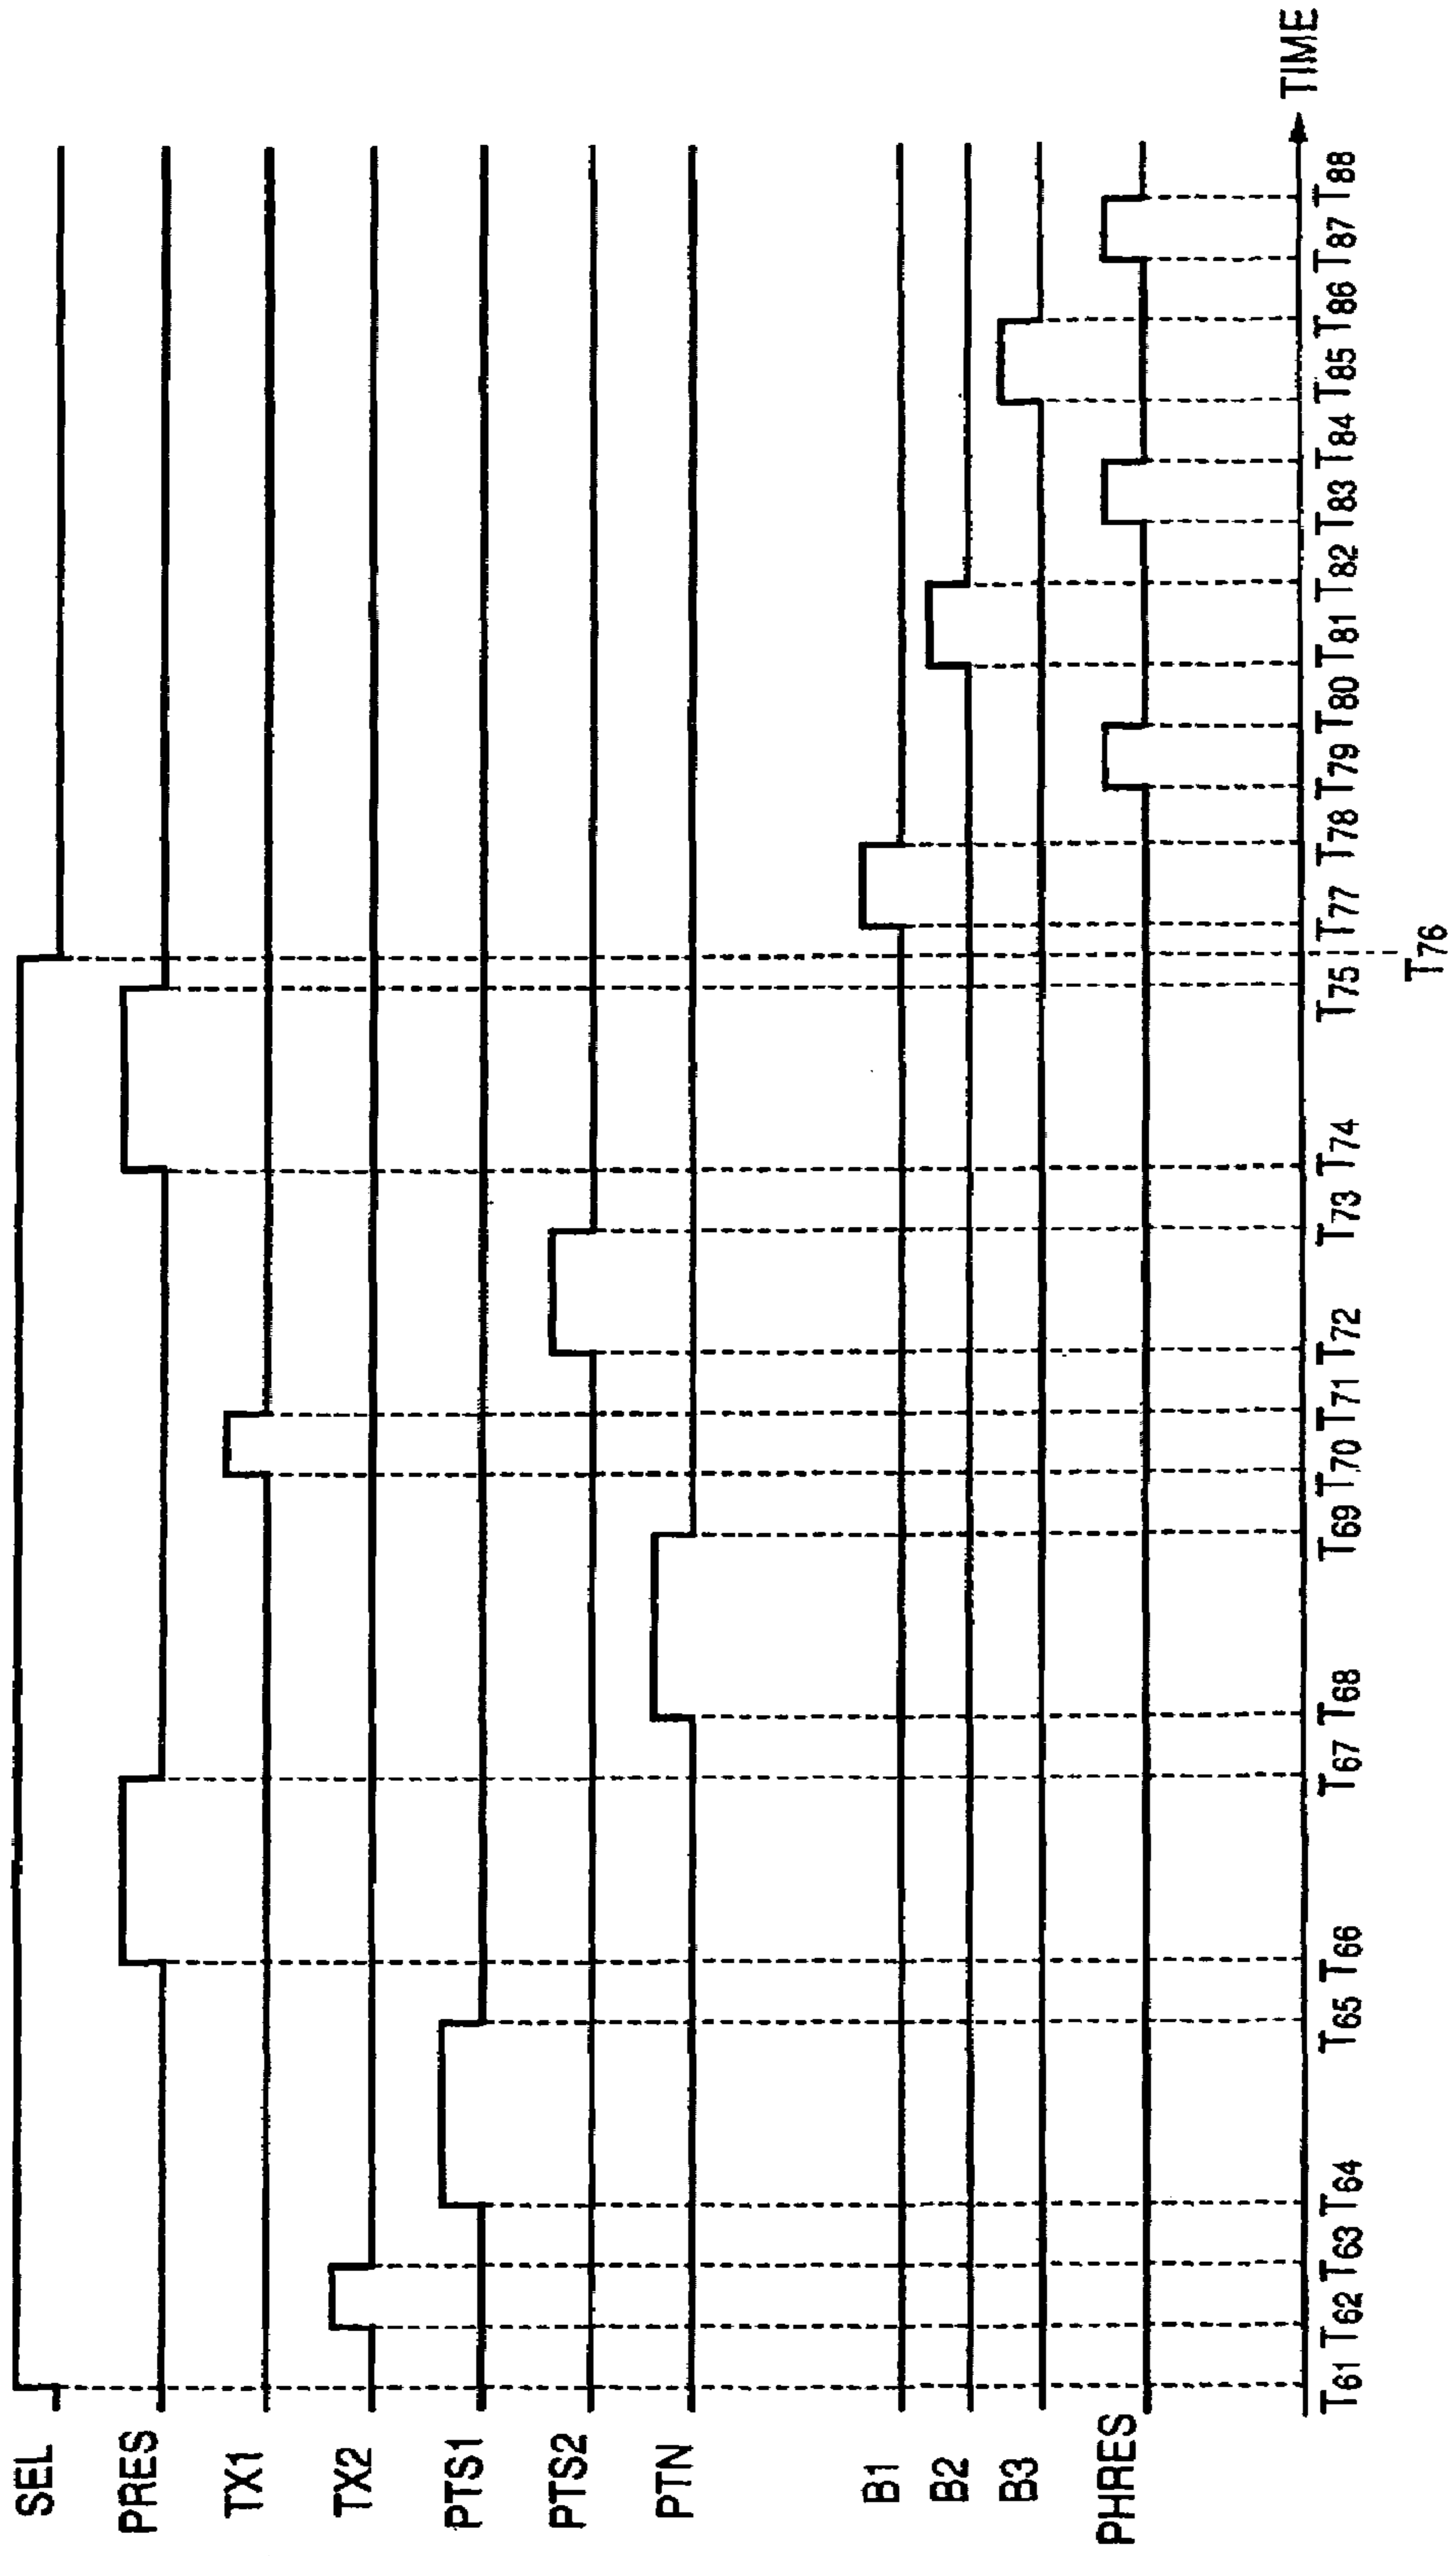 SEL
PRES
TX1
TX2
PTS1
PTS2
PTN
B1
B2
B3
PHRES
T61 T62 T63 T64 T65 T66 T67 T68 T69 T70 T71 T72 T73 T74 T75 T77 T78 T79 T80 T81 T82 T83 T84 T85 T86 T87 T88
T76
TIME